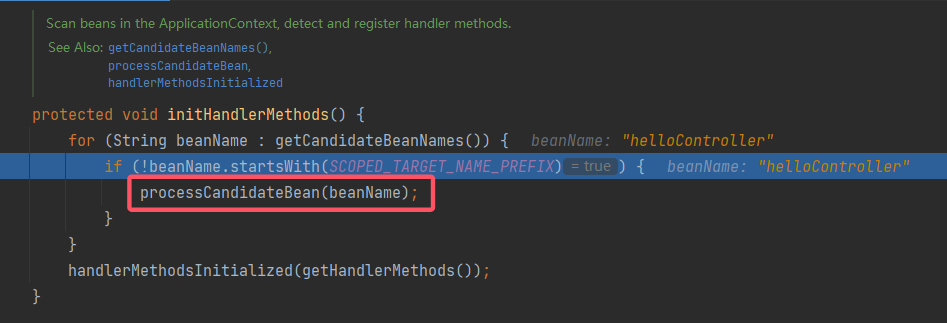 Scan beans in the ApplicationContext, detect and register handler methods.
See Also: getCandidateBeanNames(),
processCandidateBean,
handlerMethodsInitialized
protected void initHandlerMethods() {
for (String beanName : getCandidateBeanNames()) { beanName: "helloController"
if (!beanName.startsWith(SCOPED_TARGET_NAME_PREFIX) = true ) { beanName: "helloController"
processCandidateBean(beanName);
}
}
handlerMethodsInitialized(getHandlerMethods());
}